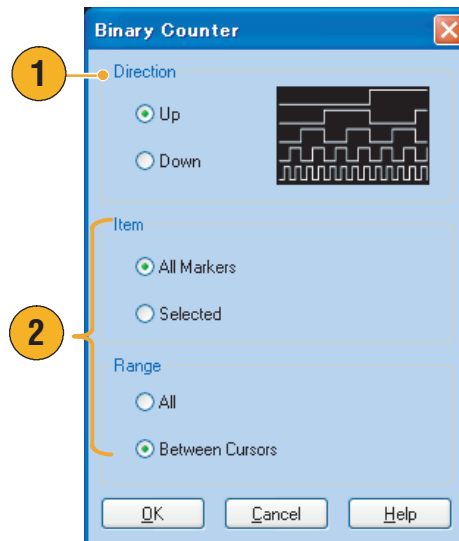 Binary Counter
1
Direction
Up
Down
Item
All Markers
Selected
2
Range
All
Between Cursors
OK Cancel Help